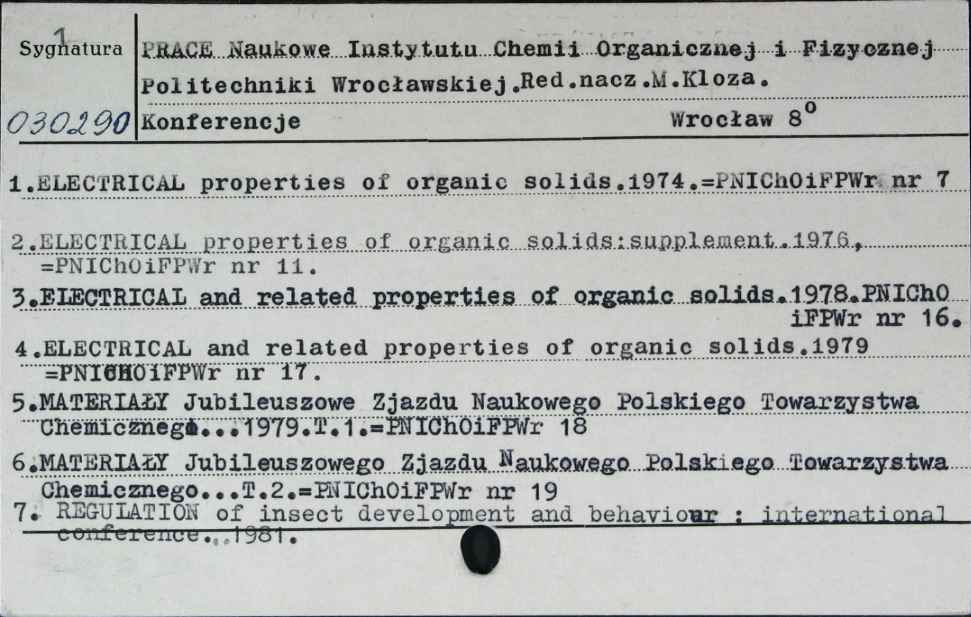 1
Sygnatura
PRACE Naukowe Instytutu Chemii Organicznej i Fizycznej
Politechniki Wrocławskiej.Red.nacz.M.Kloza.
030290
Konferencje Wrocław 8⁰
1.ELECTRICAL properties of organic solids.1974.=PNIChOiFPWr nr 7
2.ELECTRICAL properties of organic solids:supplement.1976,
=PNIChOiFPWr nr 11.
3.ELECTRICAL and related properties of organic solids.1978.PNIChO
iFPWr nr 16.
4.ELECTRICAL and related properties of organic solids.1979
=PNIChOiFPWr nr 17.
5.MATERIAŁY Jubileuszowe Zjazdu Naukowego Polskiego Towarzystwa
Chemicznego...1979.T.1.=PNIChOiFPWr 18
6.MATERIAŁY Jubileuszowego Zjazdu Naukowego Polskiego Towarzystwa
Chemicznego...T.2.=PNIChOiFPWr nr 19
7. REGULATION of insect development and behaviour : international
conference...1981.